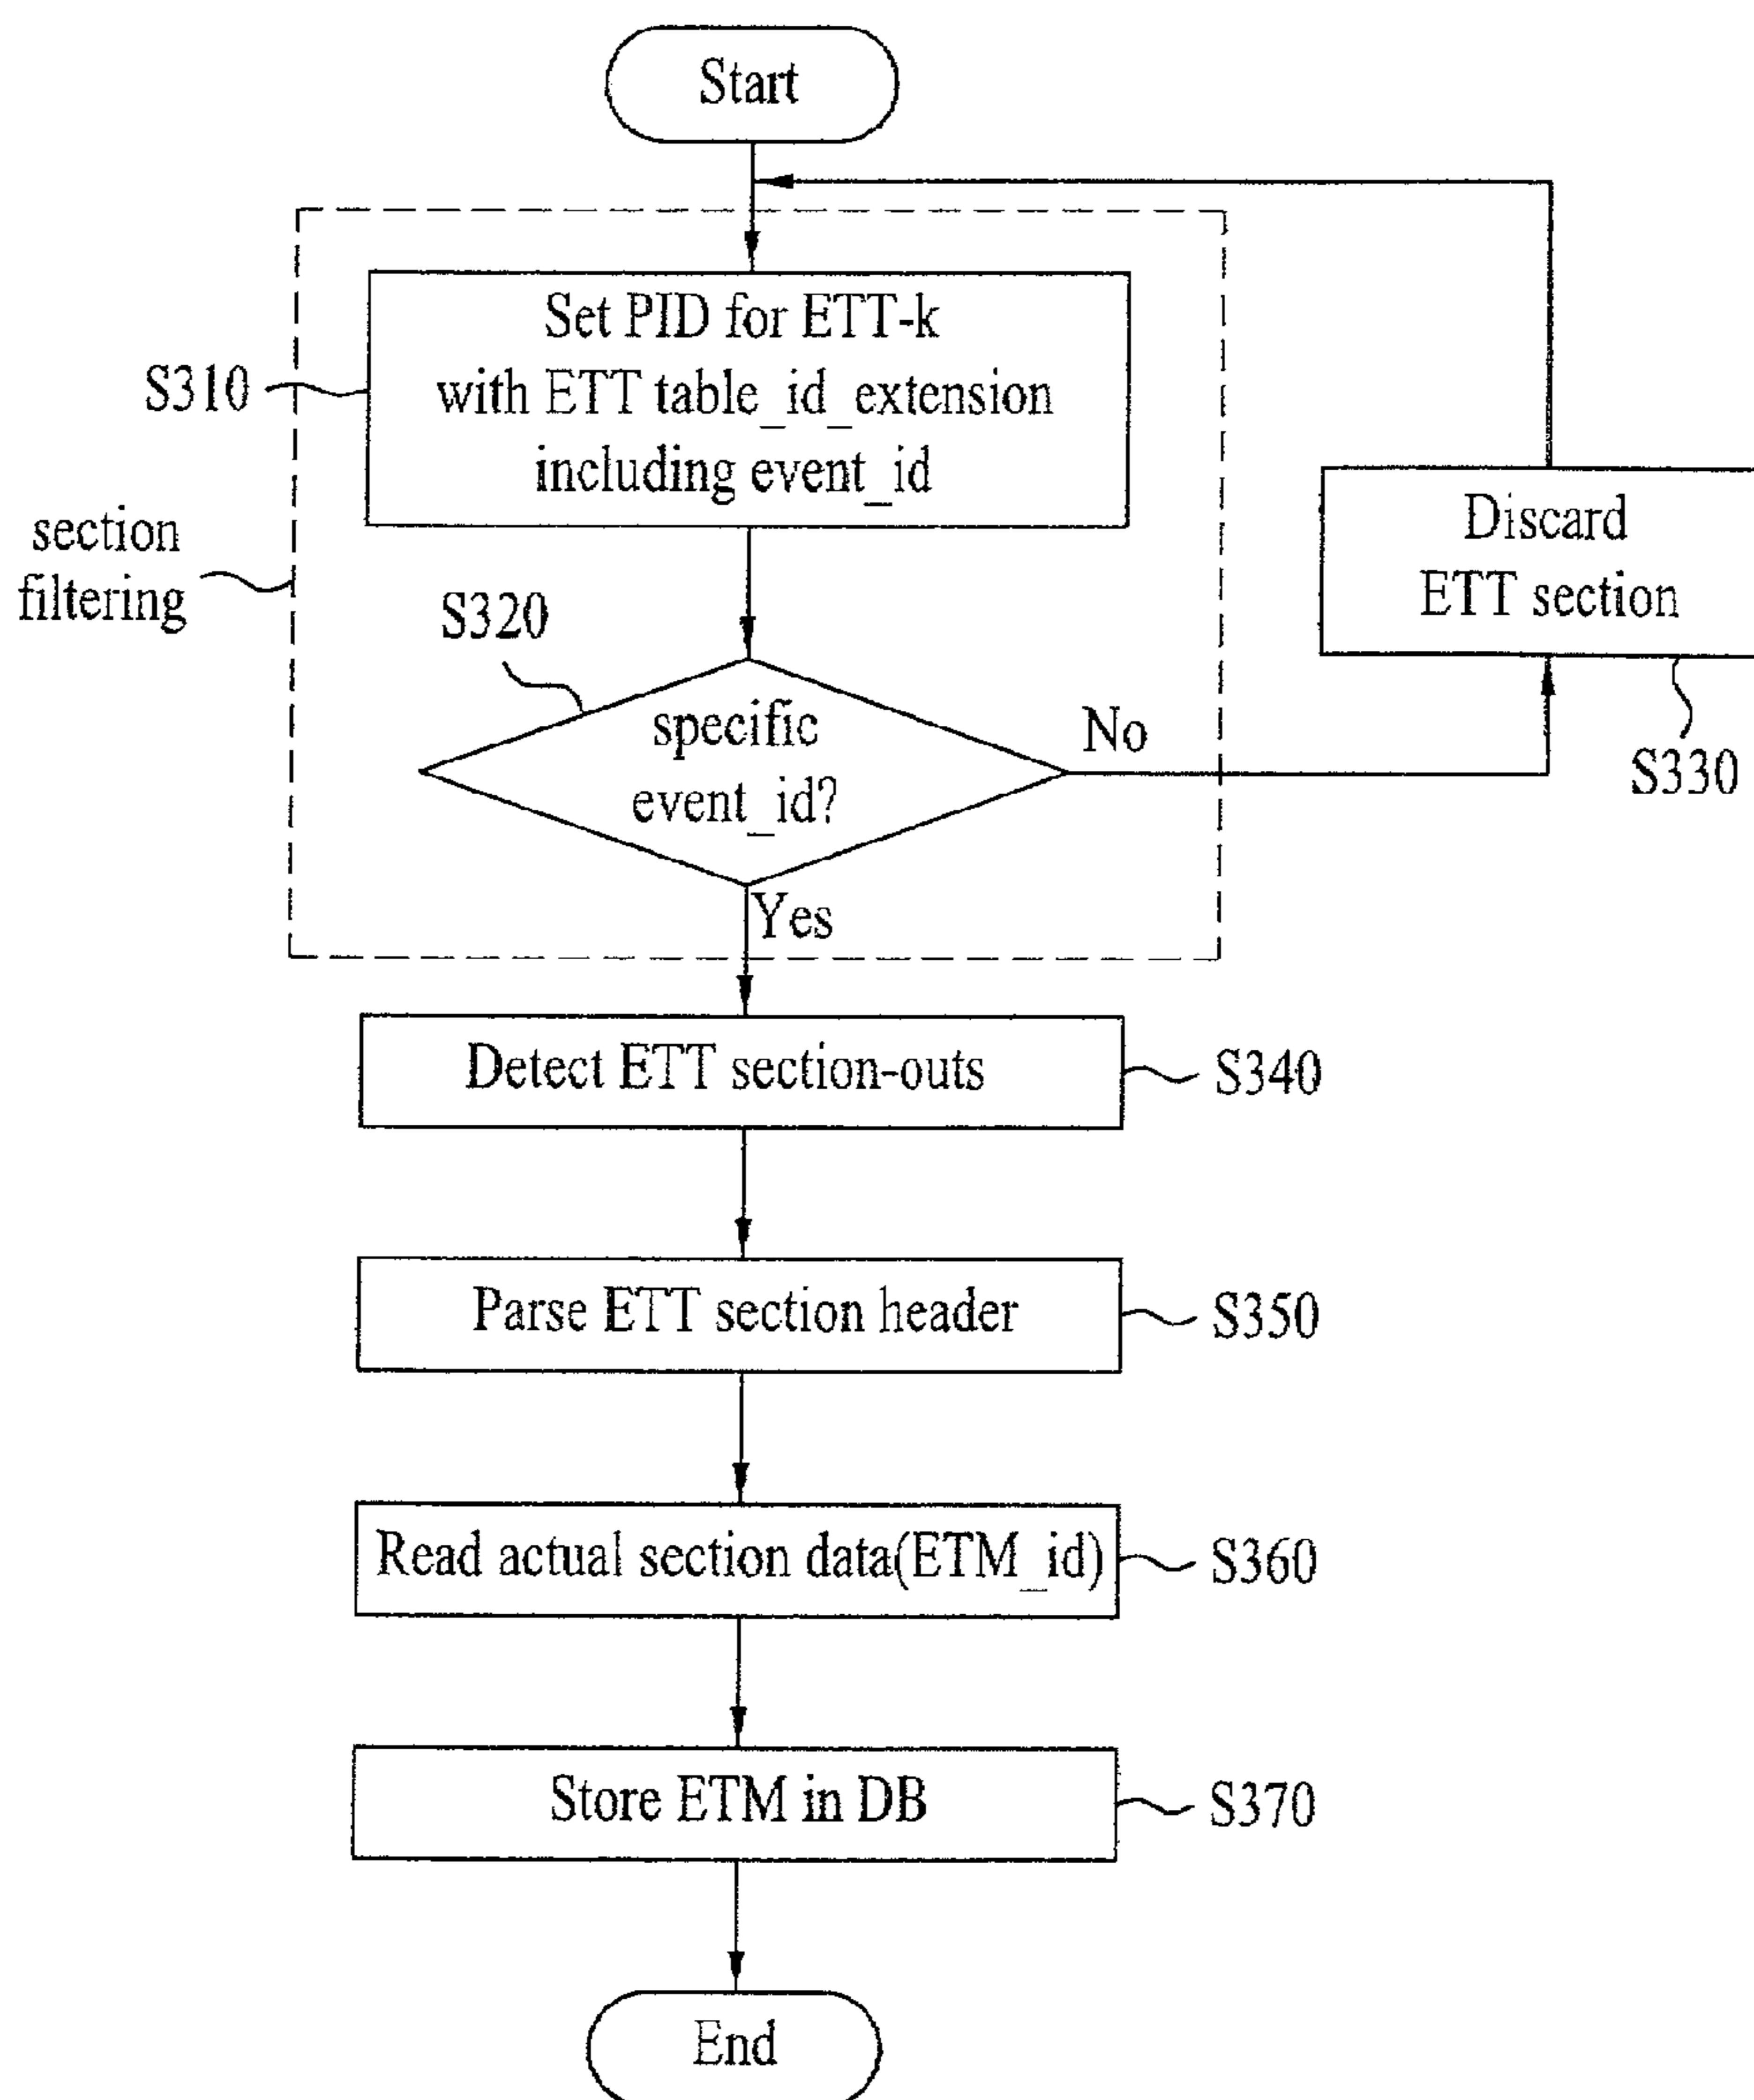 Start
Set PID for ETT-k
with ETT table_id_extension
including event_id
S310
section
filtering
S320
specific
event_id?
No
Yes
Discard
ETT section
S330
Detect ETT section-outs
S340
Parse ETT section header
S350
Read actual section data(ETM_id)
S360
Store ETM in DB
S370
End